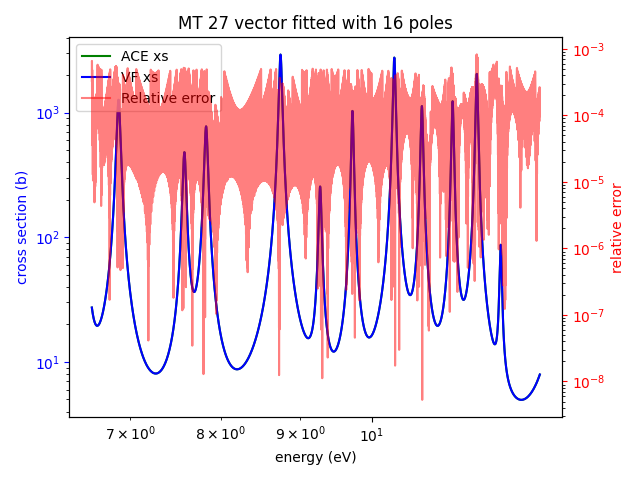 MT 27 vector fitted with 16 poles
ACE xs
VF xs
Relative error
cross section (b)
10³
10²
10¹
relative error
10⁻³
10⁻⁴
10⁻⁵
10⁻⁶
10⁻⁷
10⁻⁸
7 × 10⁰ 8 × 10⁰ 9 × 10⁰ 10¹
energy (eV)